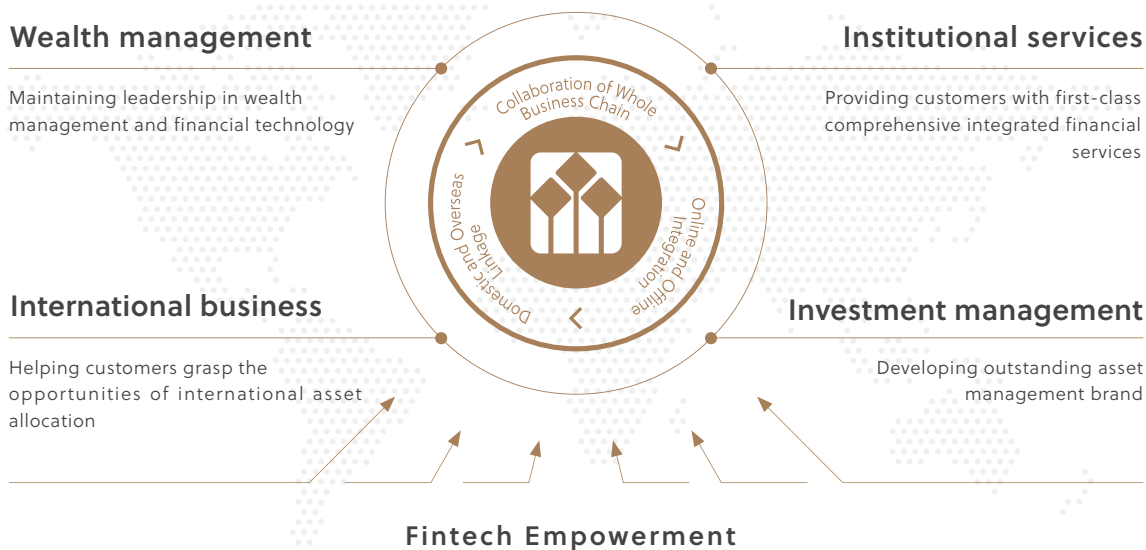 Wealth management
Maintaining leadership in wealth
management and financial technology
Institutional services
Providing customers with first-class
comprehensive integrated financial
services
Collaboration of Whole
Business Chain
Online and Offline
Integration
Domestic and Overseas
Linkage
International business
Helping customers grasp the
opportunities of international asset
allocation
Investment management
Developing outstanding asset
management brand
Fintech Empowerment